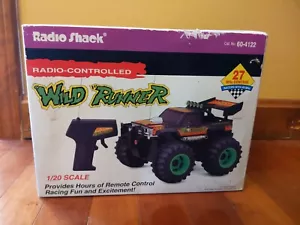 Radio Shack®
Cat. No. 60-4122
RADIO-CONTROLLED
27
WILD RUNNER
1/20 SCALE
Provides Hours of Remote Control
Racing Fun and Excitement!